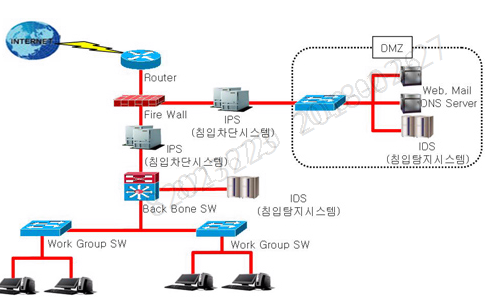 INTERNET
DMZ
Router
Web, Mail
DNS Server
Fire Wall
IPS
(침입차단시스템)
IDS
(침입탐지시스템)
IPS
(침입차단시스템)
IDS
(침입탐지시스템)
Back Bone SW
Work Group SW
Work Group SW